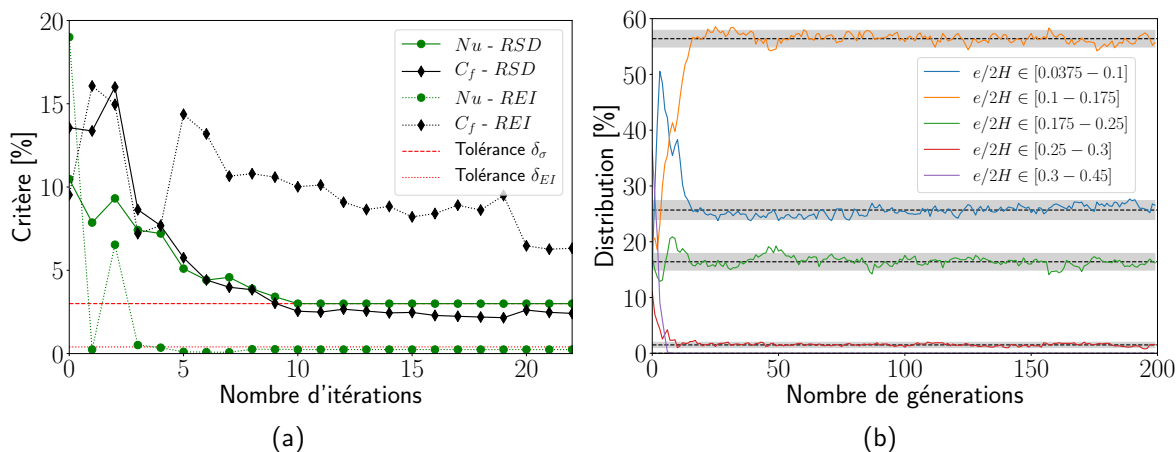 20
15
10
5
0
Critère [%]
Nu - RSD
C_f - RSD
Nu - REI
C_f - REI
Tolérance δ_σ
Tolérance δ_EI
0 5 10 15 20
Nombre d'itérations
(a)
60
50
40
30
20
10
0
Distribution [%]
e/2H ∈ [0.0375 − 0.1]
e/2H ∈ [0.1 − 0.175]
e/2H ∈ [0.175 − 0.25]
e/2H ∈ [0.25 − 0.3]
e/2H ∈ [0.3 − 0.45]
0 50 100 150 200
Nombre de génerations
(b)